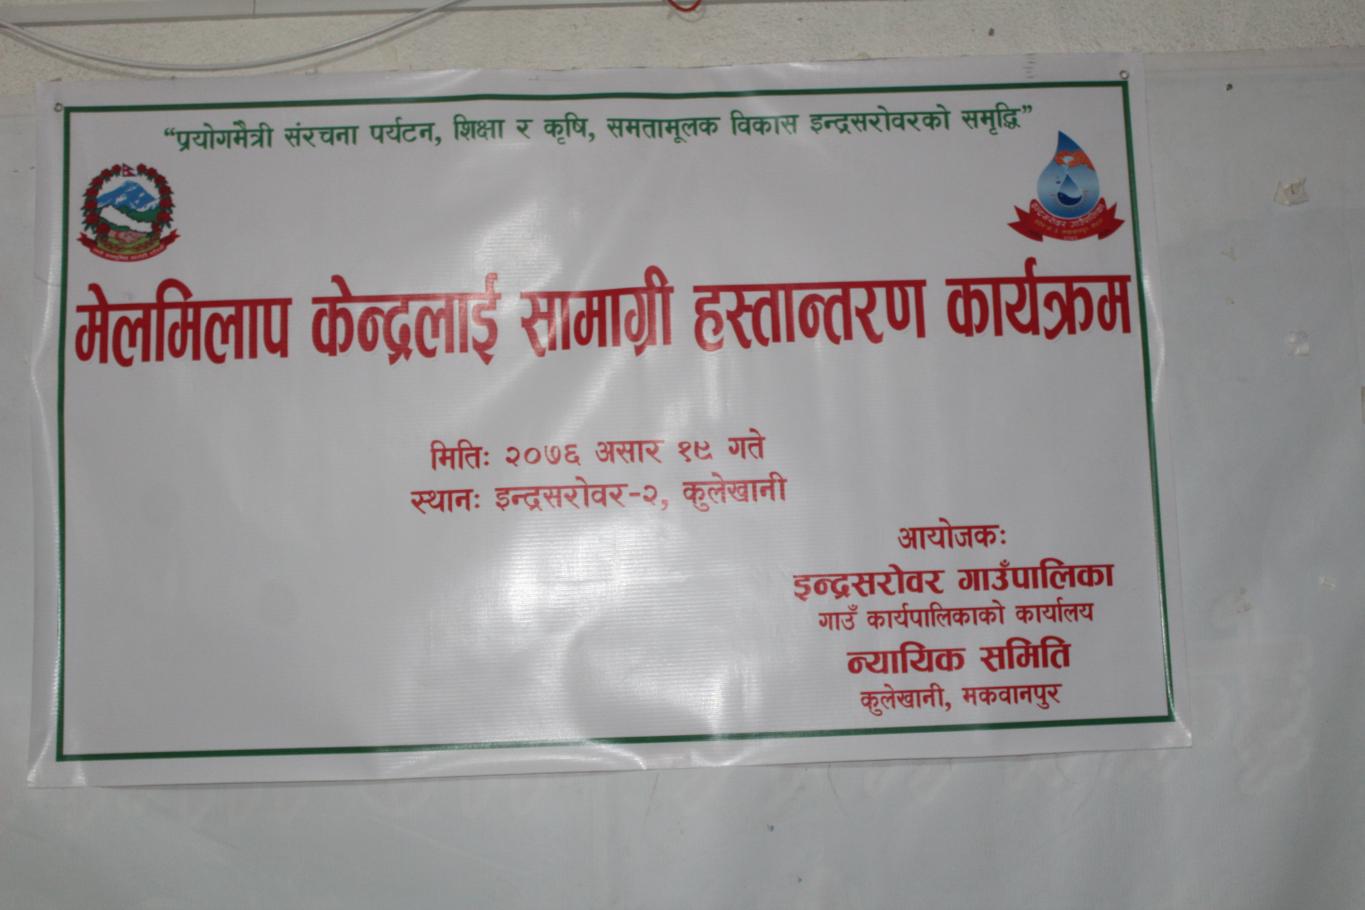 “प्रयोगमैत्री संरचना पर्यटन, शिक्षा र कृषि, समतामूलक विकास इन्द्रसरोवरको समृद्धि”
मेलमिलाप केन्द्रलाई सामाग्री हस्तान्तरण कार्यक्रम
मितिः २०७६ असार १९ गते
स्थानः इन्द्रसरोवर-२, कुलेखानी
आयोजकः
इन्द्रसरोवर गाउँपालिका
गाउँ कार्यपालिकाको कार्यालय
न्यायिक समिति
कुलेखानी, मकवानपुर